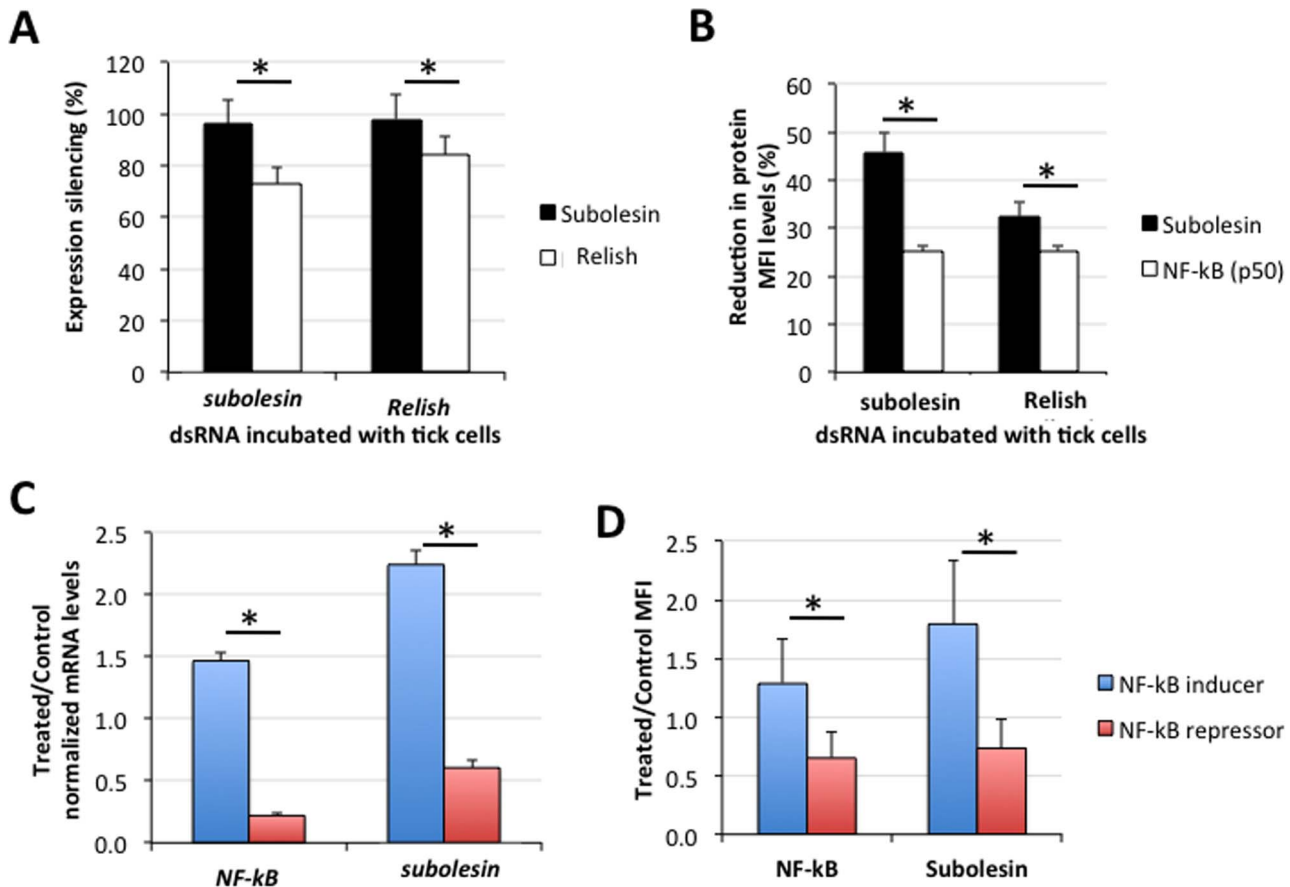 A
Expression silencing (%)
120
100
80
60
40
20
0
*
*
subolesin
Relish
dsRNA incubated with tick cells
Subolesin
Relish
B
Reduction in protein
MFI levels (%)
60
50
40
30
20
10
0
*
*
subolesin
Relish
dsRNA incubated with tick cells
Subolesin
NF-kB (p50)
C
Treated/Control
normalized mRNA levels
2.5
2.0
1.5
1.0
0.5
0.0
*
*
NF-kB
subolesin
D
Treated/Control MFI
2.5
2.0
1.5
1.0
0.5
0.0
*
*
NF-kB
Subolesin
NF-kB inducer
NF-kB repressor